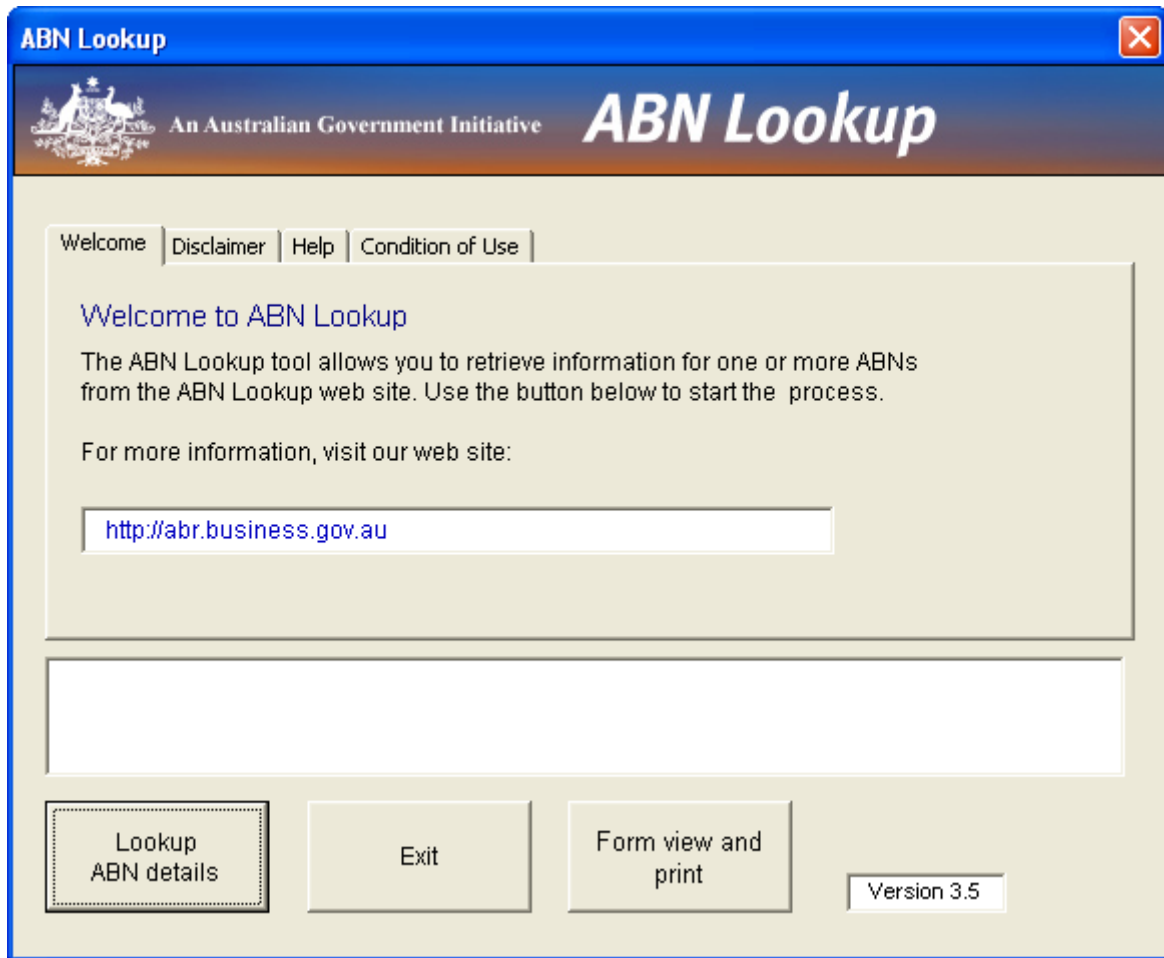 ABN Lookup
An Australian Government Initiative
ABN Lookup
Welcome
Disclaimer
Help
Condition of Use
Welcome to ABN Lookup
The ABN Lookup tool allows you to retrieve information for one or more ABNs
from the ABN Lookup web site. Use the button below to start the process.
For more information, visit our web site:
http://abr.business.gov.au
Lookup
ABN details
Exit
Form view and
print
Version 3.5